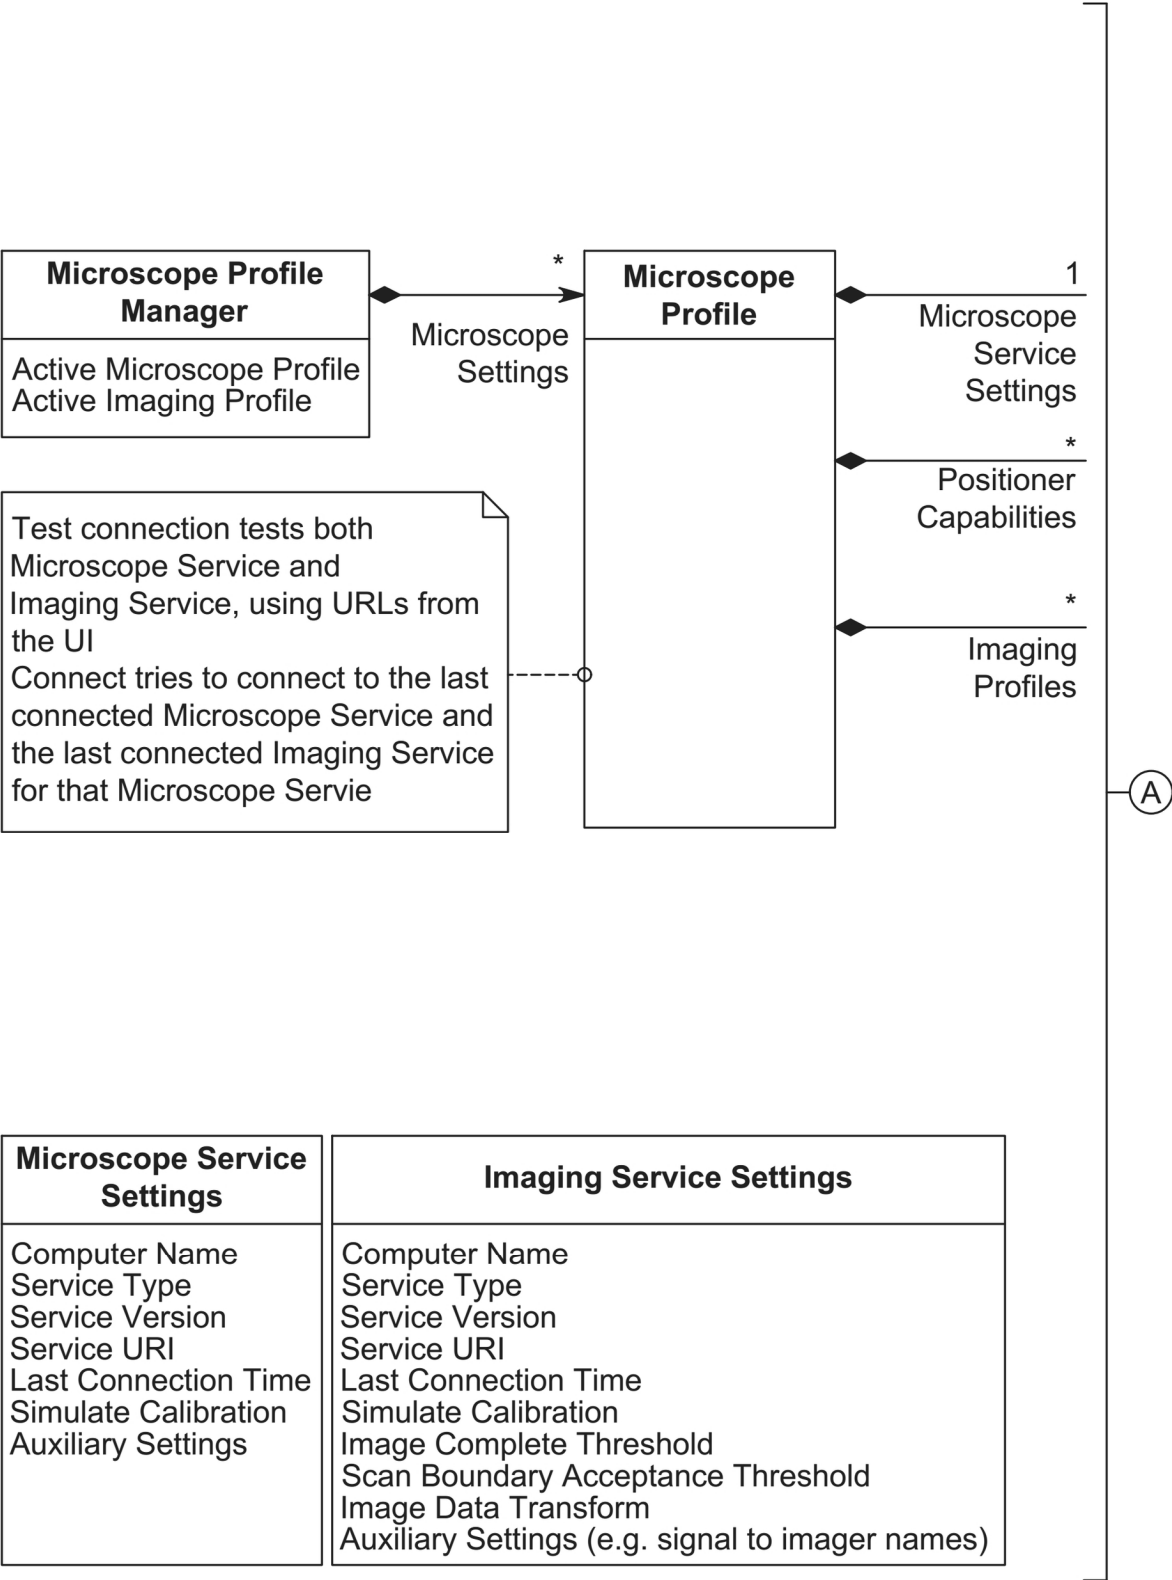 Microscope Profile
Manager
Active Microscope Profile
Active Imaging Profile
*
Microscope
Settings
Microscope
Profile
1
Microscope
Service
Settings
*
Positioner
Capabilities
*
Imaging
Profiles
Test connection tests both
Microscope Service and
Imaging Service, using URLs from
the UI
Connect tries to connect to the last
connected Microscope Service and
the last connected Imaging Service
for that Microscope Servie
A
Microscope Service
Settings
Computer Name
Service Type
Service Version
Service URI
Last Connection Time
Simulate Calibration
Auxiliary Settings
Imaging Service Settings
Computer Name
Service Type
Service Version
Service URI
Last Connection Time
Simulate Calibration
Image Complete Threshold
Scan Boundary Acceptance Threshold
Image Data Transform
Auxiliary Settings (e.g. signal to imager names)